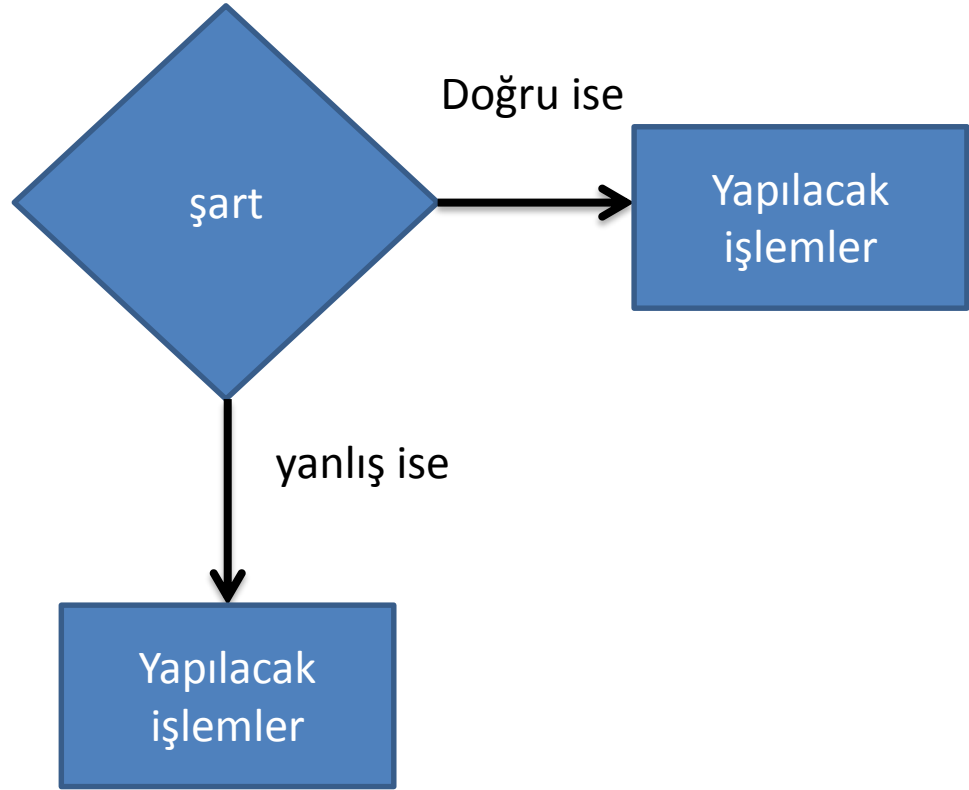 Doğru ise
şart
Yapılacak
işlemler
yanlış ise
Yapılacak
işlemler